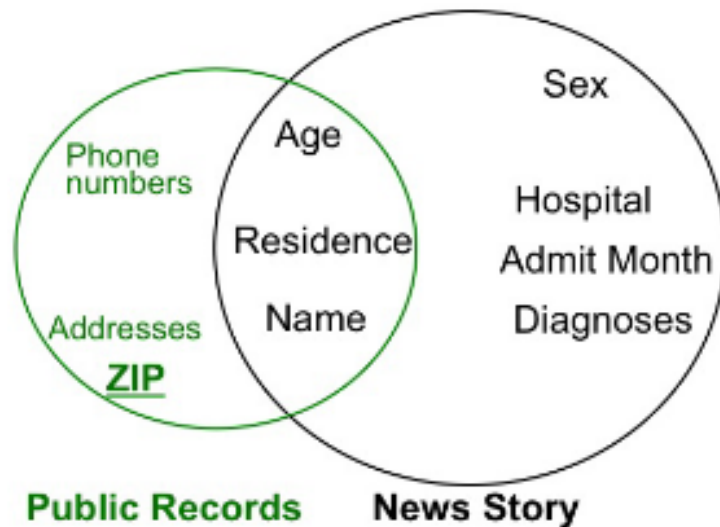 Sex
Age
Phone
numbers
Hospital
Residence
Admit Month
Name
Diagnoses
Addresses
ZIP
Public Records
News Story